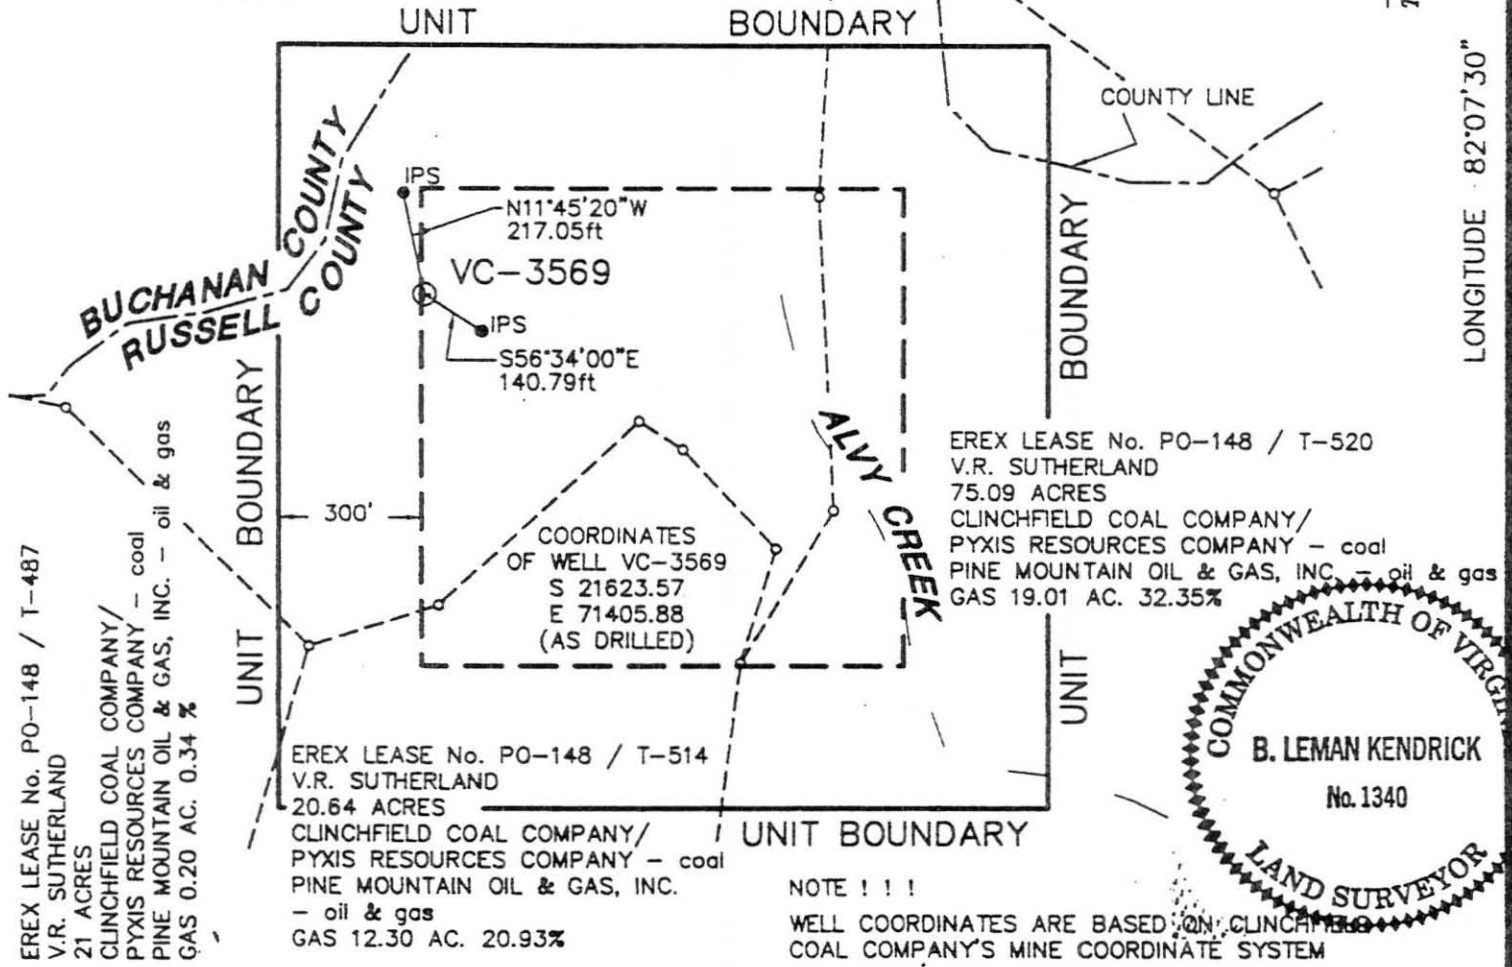 UNIT BOUNDARY
COUNTY LINE
LONGITUDE 82°07'30"
BUCHANAN COUNTY
RUSSELL COUNTY
IPS
N11°45'20"W
217.05ft
VC-3569
IPS
S56°34'00"E
140.79ft
UNIT BOUNDARY
UNIT BOUNDARY
300'
ALVY CREEK
COORDINATES
OF WELL VC-3569
S 21623.57
E 71405.88
(AS DRILLED)
EREX LEASE No. PO-148 / T-520
V.R. SUTHERLAND
75.09 ACRES
CLINCHFIELD COAL COMPANY/
PYXIS RESOURCES COMPANY - coal
PINE MOUNTAIN OIL & GAS, INC. - oil & gas
GAS 19.01 AC. 32.35%
EREX LEASE No. PO-148 / T-487
V.R. SUTHERLAND
21 ACRES
CLINCHFIELD COAL COMPANY/
PYXIS RESOURCES COMPANY - coal
PINE MOUNTAIN OIL & GAS, INC. - oil & gas
GAS 0.20 AC. 0.34 %
EREX LEASE No. PO-148 / T-514
V.R. SUTHERLAND
20.64 ACRES
CLINCHFIELD COAL COMPANY/
PYXIS RESOURCES COMPANY - coal
PINE MOUNTAIN OIL & GAS, INC.
- oil & gas
GAS 12.30 AC. 20.93%
UNIT BOUNDARY
COMMONWEALTH OF VIRGIN
B. LEMAN KENDRICK
No. 1340
LAND SURVEYOR
NOTE ! ! !
WELL COORDINATES ARE BASED ON CLINCHFIELD
COAL COMPANY'S MINE COORDINATE SYSTEM